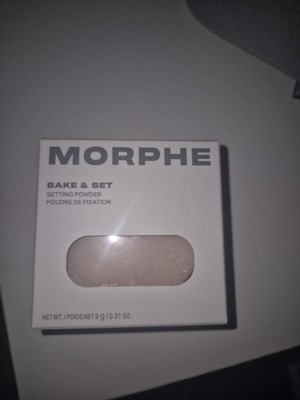 MORPHE
BAKE & SET
SETTING POWDER
POUDRE DE FIXATION
NET WT./POIDS NET 9 g / 0.31 OZ.